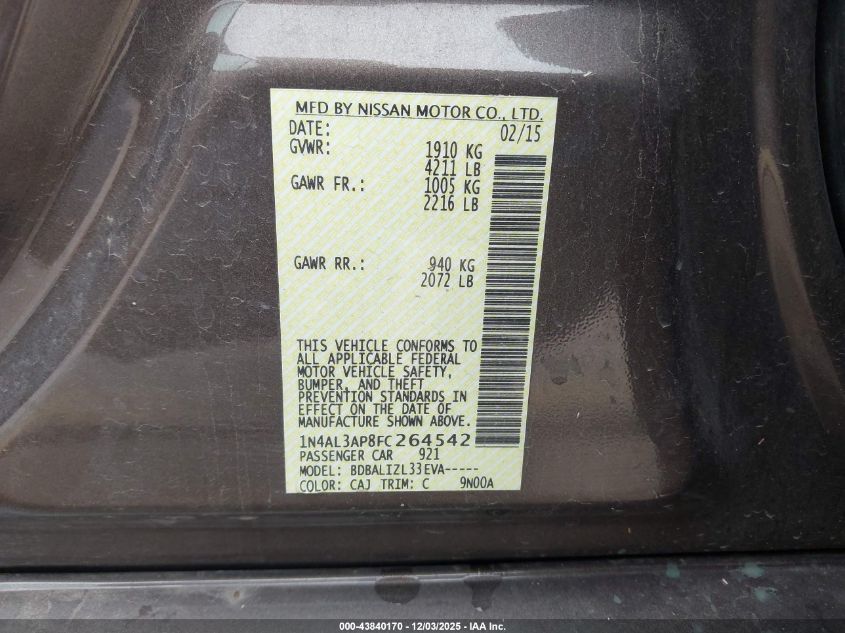 MFD BY NISSAN MOTOR CO., LTD.
DATE: 02/15
GVWR: 1910 KG
4211 LB
GAWR FR.: 1005 KG
2216 LB
GAWR RR.: 940 KG
2072 LB
THIS VEHICLE CONFORMS TO
ALL APPLICABLE FEDERAL
MOTOR VEHICLE SAFETY,
BUMPER, AND THEFT
PREVENTION STANDARDS IN
EFFECT ON THE DATE OF
MANUFACTURE SHOWN ABOVE.
1N4AL3AP8FC264542
PASSENGER CAR 921
MODEL: BDBALIZL33EVA-----
COLOR: CAJ TRIM: C 9N00A
000-43840170 - 12/03/2025 - IAA Inc.